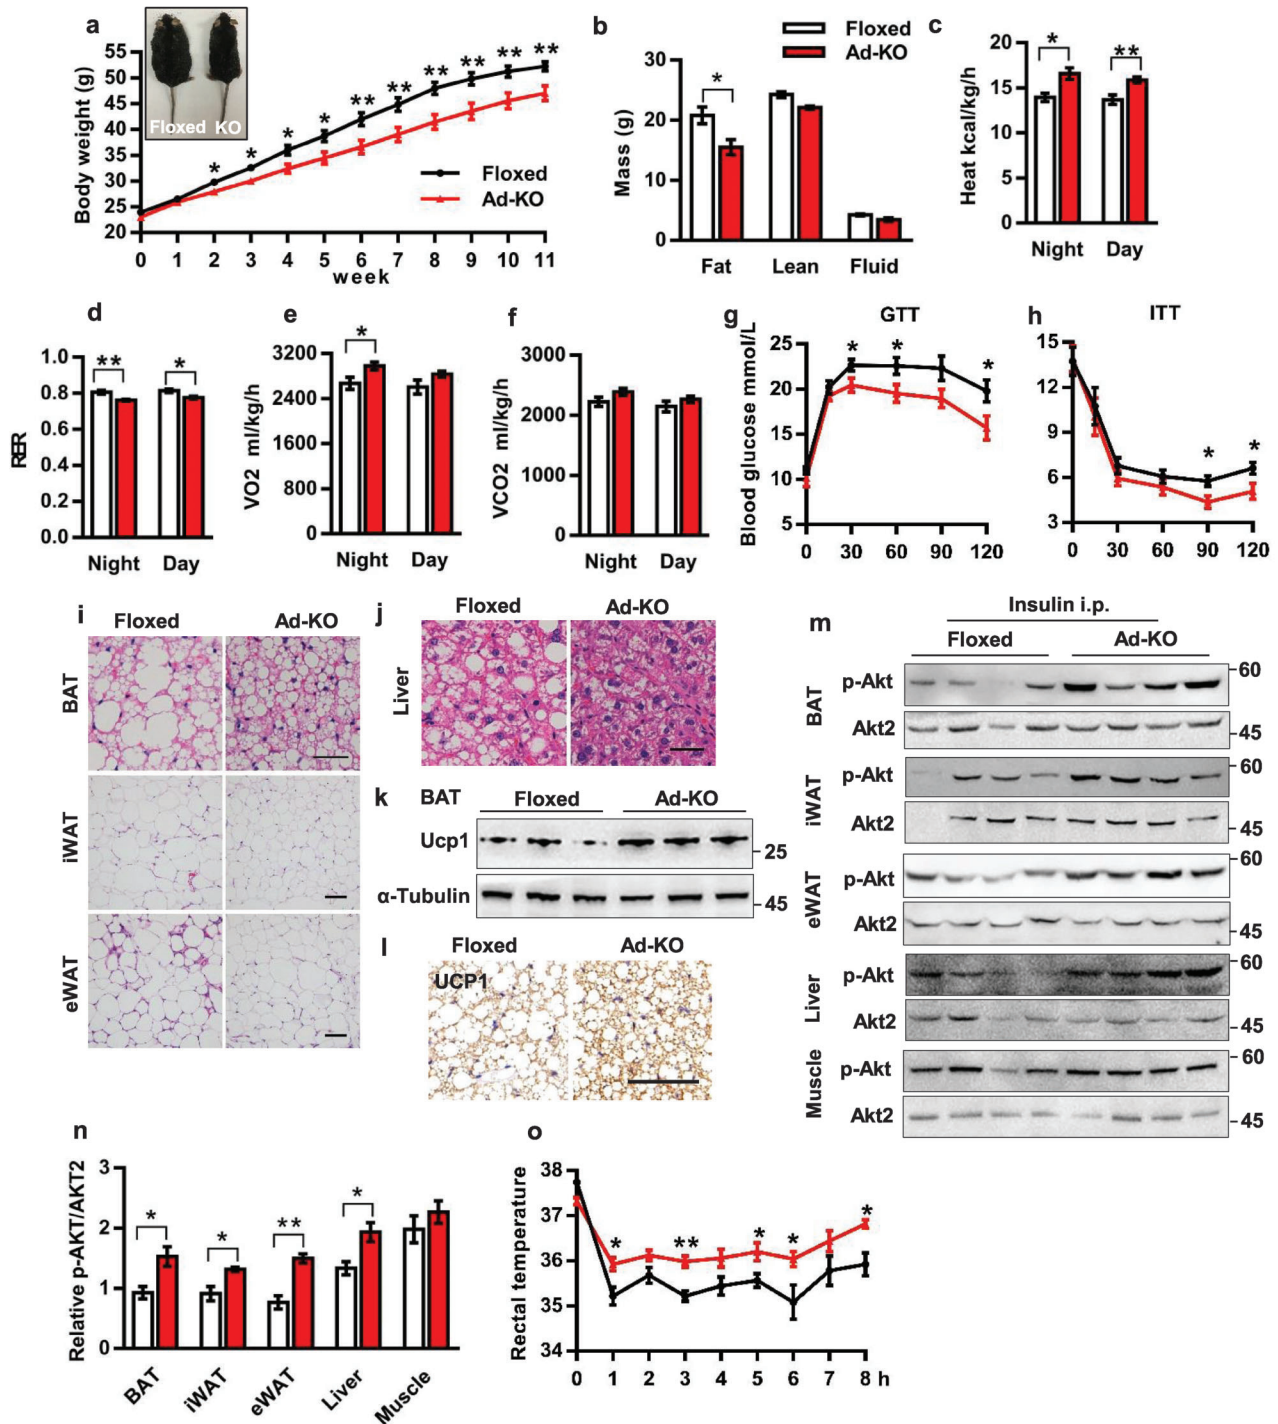 a
Floxed KO
Body weight (g)
55
50
45
40
35
30
25
20
* * * * ** ** ** ** ** **
Floxed
Ad-KO
0 1 2 3 4 5 6 7 8 9 10 11
week
b
Floxed
Ad-KO
Mass (g)
30
20
10
0
*
Fat Lean Fluid
c
Heat kcal/kg/h
20
15
10
5
0
* **
Night Day
d
RER
1.0
0.8
0.6
0.4
0.2
0.0
** *
Night Day
e
VO2 ml/kg/h
3200
2400
1600
800
0
*
Night Day
f
VCO2 ml/kg/h
3000
2000
1000
0
Night Day
g
GTT
Blood glucose mmol/L
25
20
15
10
5
* * *
0 30 60 90 120
h
ITT
15
12
9
6
3
* *
0 30 60 90 120
i
Floxed Ad-KO
BAT
iWAT
eWAT
j
Floxed Ad-KO
Liver
k
BAT Floxed Ad-KO
Ucp1
25
α-Tubulin
45
l
Floxed Ad-KO
UCP1
m
Insulin i.p.
Floxed Ad-KO
BAT
p-Akt 60
Akt2 45
iWAT
p-Akt 60
Akt2 45
eWAT
p-Akt 60
Akt2 45
Liver
p-Akt 60
Akt2 45
Muscle
p-Akt 60
Akt2 45
n
Relative p-AKT/AKT2
3
2
1
0
* * ** *
BAT iWAT eWAT Liver Muscle
o
Rectal temperature
38
37
36
35
34
* ** * * *
0 1 2 3 4 5 6 7 8 h